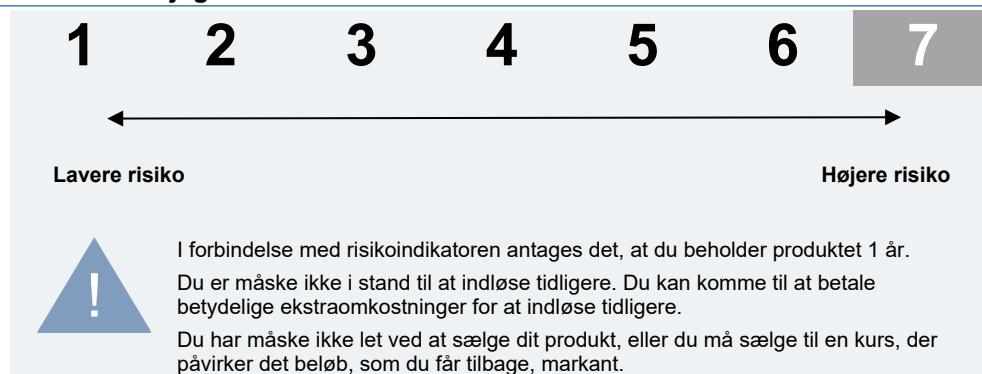 1 2 3 4 5 6 7
Lavere risiko Højere risiko
I forbindelse med risikoindikatoren antages det, at du beholder produktet 1 år.
Du er måske ikke i stand til at indløse tidligere. Du kan komme til at betale
betydelige ekstraomkostninger for at indløse tidligere.
Du har måske ikke let ved at sælge dit produkt, eller du må sælge til en kurs, der
påvirker det beløb, som du får tilbage, markant.